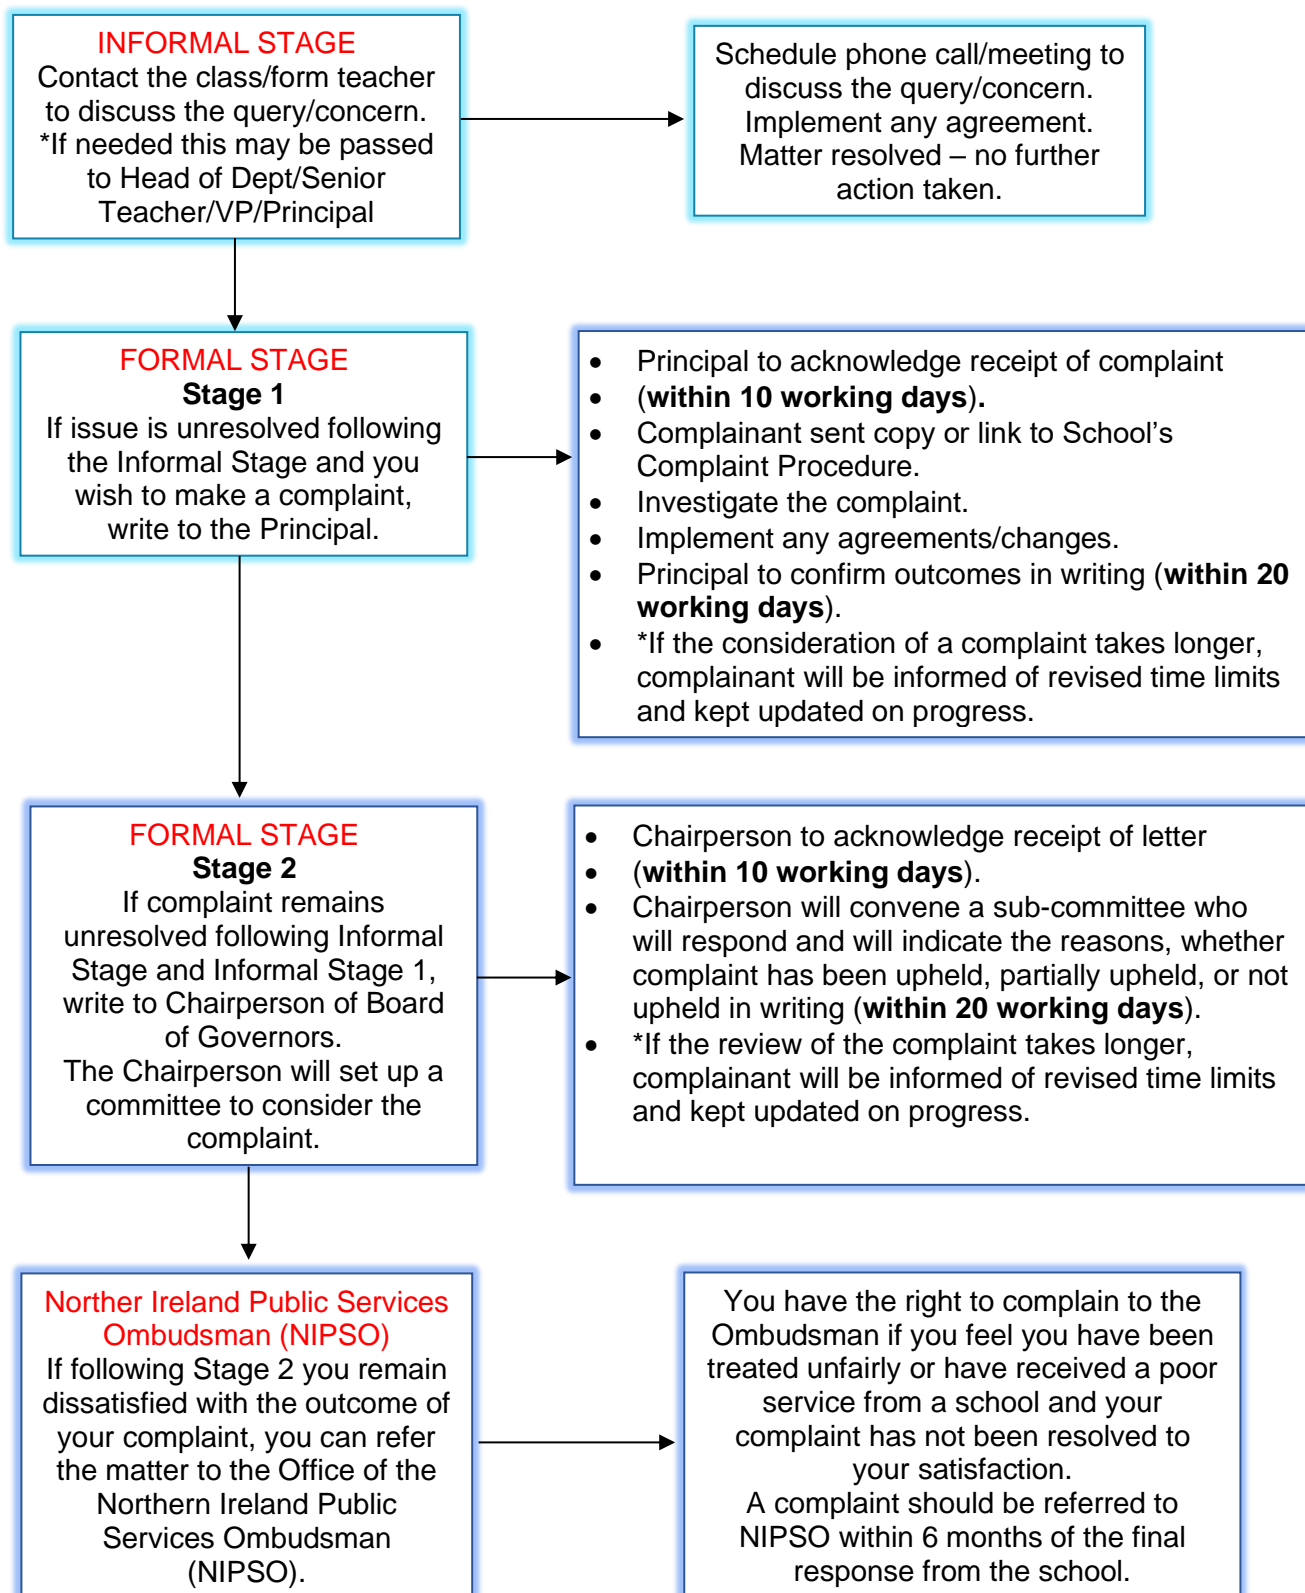 INFORMAL STAGE
Contact the class/form teacher
to discuss the query/concern.
*If needed this may be passed
to Head of Dept/Senior
Teacher/VP/Principal
Schedule phone call/meeting to
discuss the query/concern.
Implement any agreement.
Matter resolved – no further
action taken.
FORMAL STAGE
Stage 1
If issue is unresolved following
the Informal Stage and you
wish to make a complaint,
write to the Principal.
• Principal to acknowledge receipt of complaint
• (within 10 working days).
• Complainant sent copy or link to School's
Complaint Procedure.
• Investigate the complaint.
• Implement any agreements/changes.
• Principal to confirm outcomes in writing (within 20
working days).
• *If the consideration of a complaint takes longer,
complainant will be informed of revised time limits
and kept updated on progress.
FORMAL STAGE
Stage 2
If complaint remains
unresolved following Informal
Stage and Informal Stage 1,
write to Chairperson of Board
of Governors.
The Chairperson will set up a
committee to consider the
complaint.
• Chairperson to acknowledge receipt of letter
• (within 10 working days).
• Chairperson will convene a sub-committee who
will respond and will indicate the reasons, whether
complaint has been upheld, partially upheld, or not
upheld in writing (within 20 working days).
• *If the review of the complaint takes longer,
complainant will be informed of revised time limits
and kept updated on progress.
Norther Ireland Public Services
Ombudsman (NIPSO)
If following Stage 2 you remain
dissatisfied with the outcome of
your complaint, you can refer
the matter to the Office of the
Northern Ireland Public
Services Ombudsman
(NIPSO).
You have the right to complain to the
Ombudsman if you feel you have been
treated unfairly or have received a poor
service from a school and your
complaint has not been resolved to
your satisfaction.
A complaint should be referred to
NIPSO within 6 months of the final
response from the school.